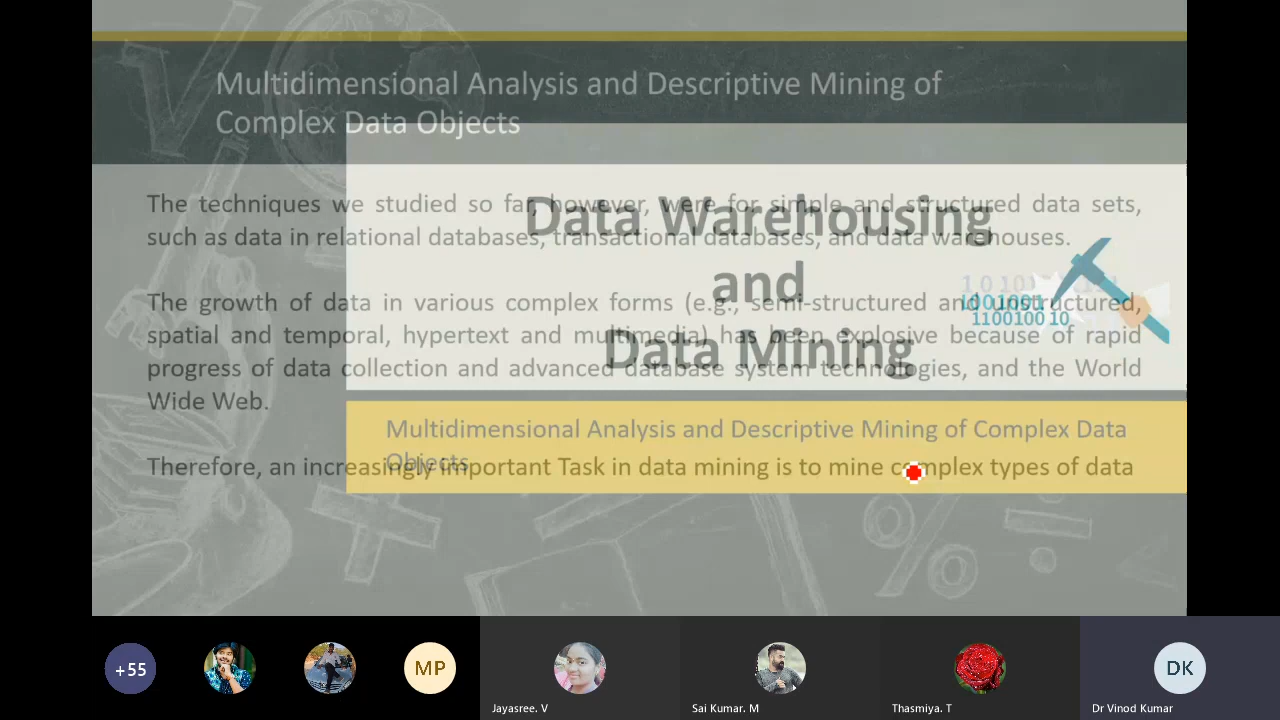 Multidimensional Analysis and Descriptive Mining of
Complex Data Objects
The techniques we studied so far, however, were for simple and structured data sets,
such as data in relational databases, transactional databases, and data warehouses.
The growth of data in various complex forms (e.g., semi-structured and unstructured,
spatial and temporal, hypertext and multimedia) has been explosive because of rapid
progress of data collection and advanced database system technologies, and the World
Wide Web.
Therefore, an increasingly important Task in data mining is to mine complex types of data
Data Warehousing
and
Data Mining
1001001
1100100 10
Multidimensional Analysis and Descriptive Mining of Complex Data
Objects
+55
MP
DK
Jayasree. V
Sai Kumar. M
Thasmiya. T
Dr Vinod Kumar